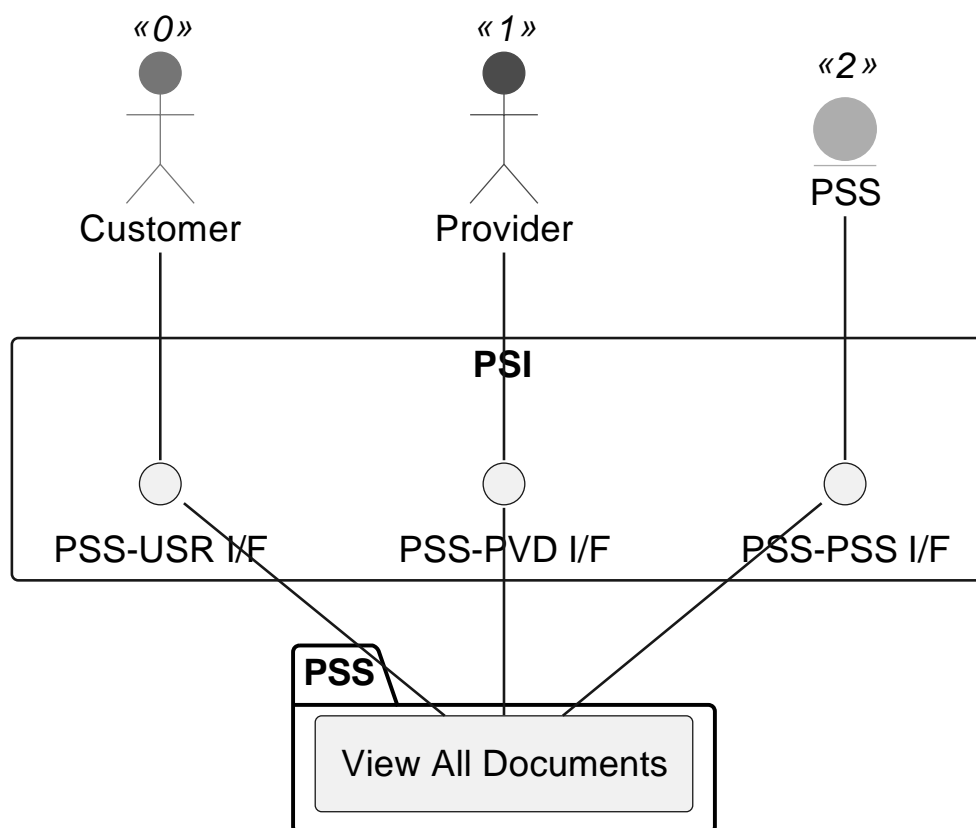 «0»
«1»
«2»
Customer
Provider
PSS
PSI
PSS-USR I/F
PSS-PVD I/F
PSS-PSS I/F
PSS
View All Documents